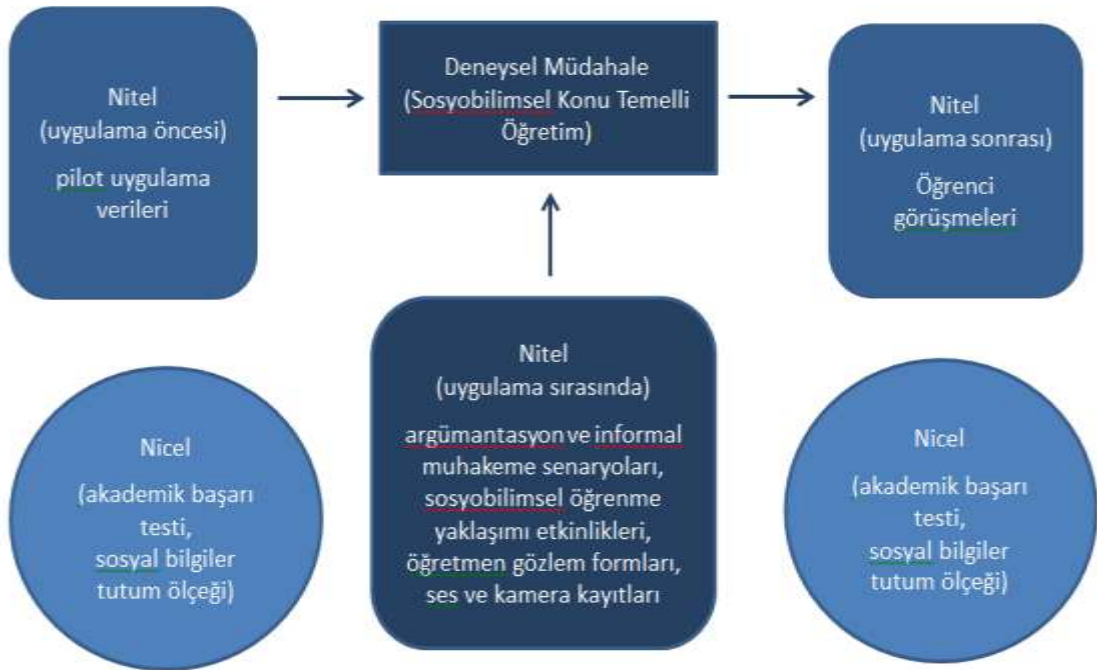 Nitel
(uygulama öncesi)
pilot uygulama
verileri
Deneysel Müdahale
(Sosyobilimsel Konu Temelli
Öğretim)
Nitel
(uygulama sonrası)
Öğrenci
görüşmeleri
Nicel
(akademik başarı
testi,
sosyal bilgiler
tutum ölçeği)
Nitel
(uygulama sırasında)
argümantasyon ve informal
muhakeme senaryoları,
sosyobilimsel öğrenme
yaklaşımı etkinlikleri,
öğretmen gözlem formları,
ses ve kamera kayıtları
Nicel
(akademik başarı
testi,
sosyal bilgiler
tutum ölçeği)